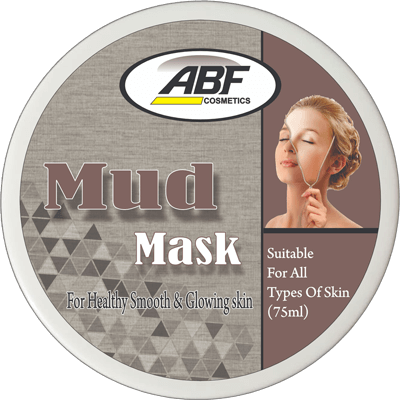 ABF
COSMETICS
Mud
Mask
For Healthy Smooth & Glowing skin
Suitable
For All
Types Of Skin
(75ml)